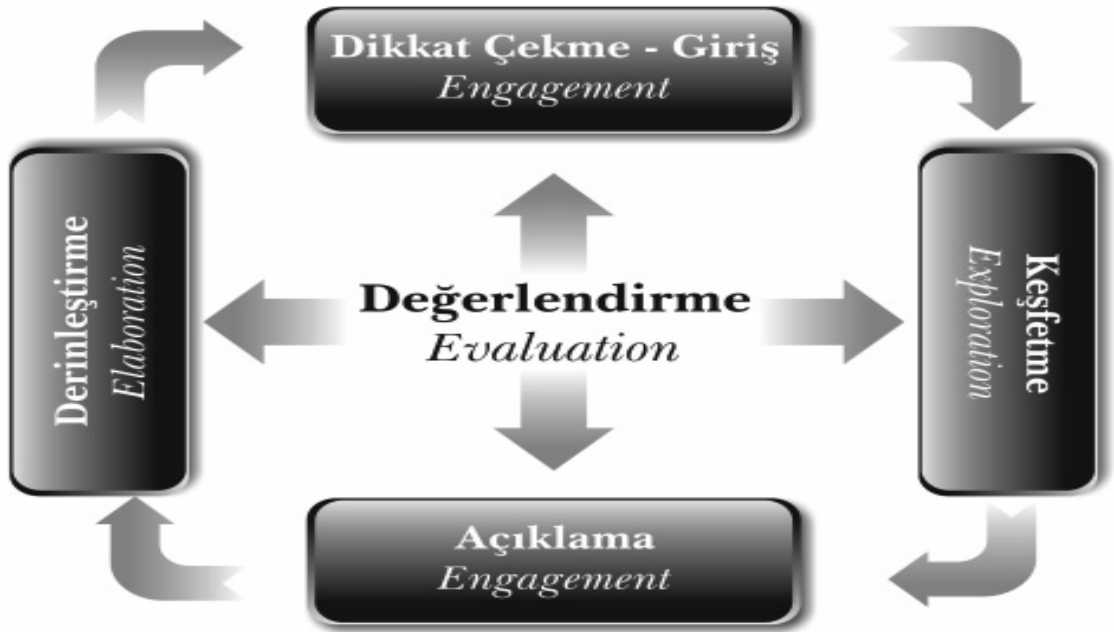 Dikkat Çekme - Giriş
Engagement
Keşfetme
Exploration
Açıklama
Engagement
Derinleştirme
Elaboration
Değerlendirme
Evaluation